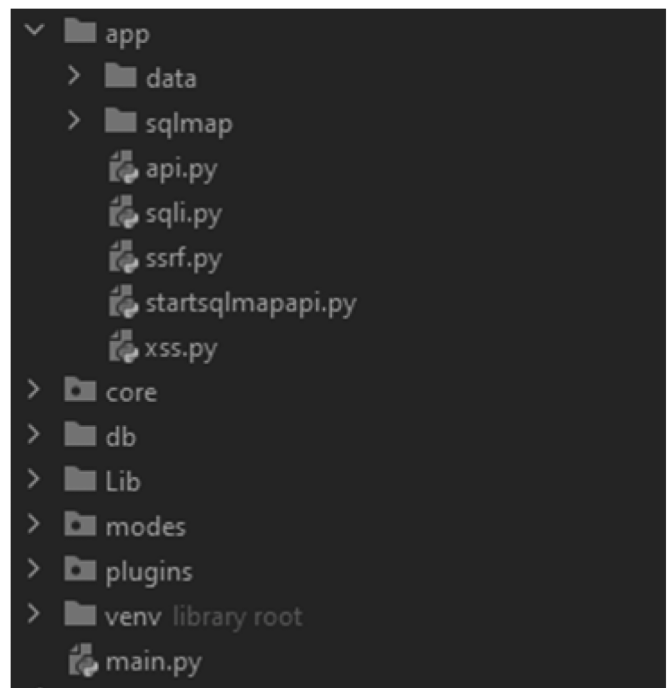 app
data
sqlmap
api.py
sqli.py
ssrf.py
startsqlmapapi.py
xss.py
core
db
Lib
modes
plugins
venv library root
main.py